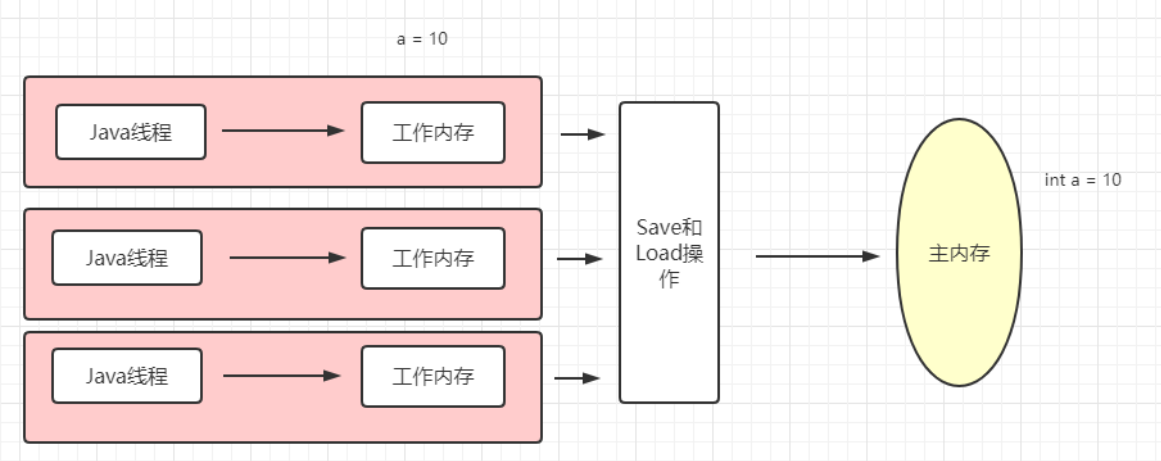 a = 10
Java线程
工作内存
Java线程
工作内存
Java线程
工作内存
Save和
Load操
作
主内存
int a = 10